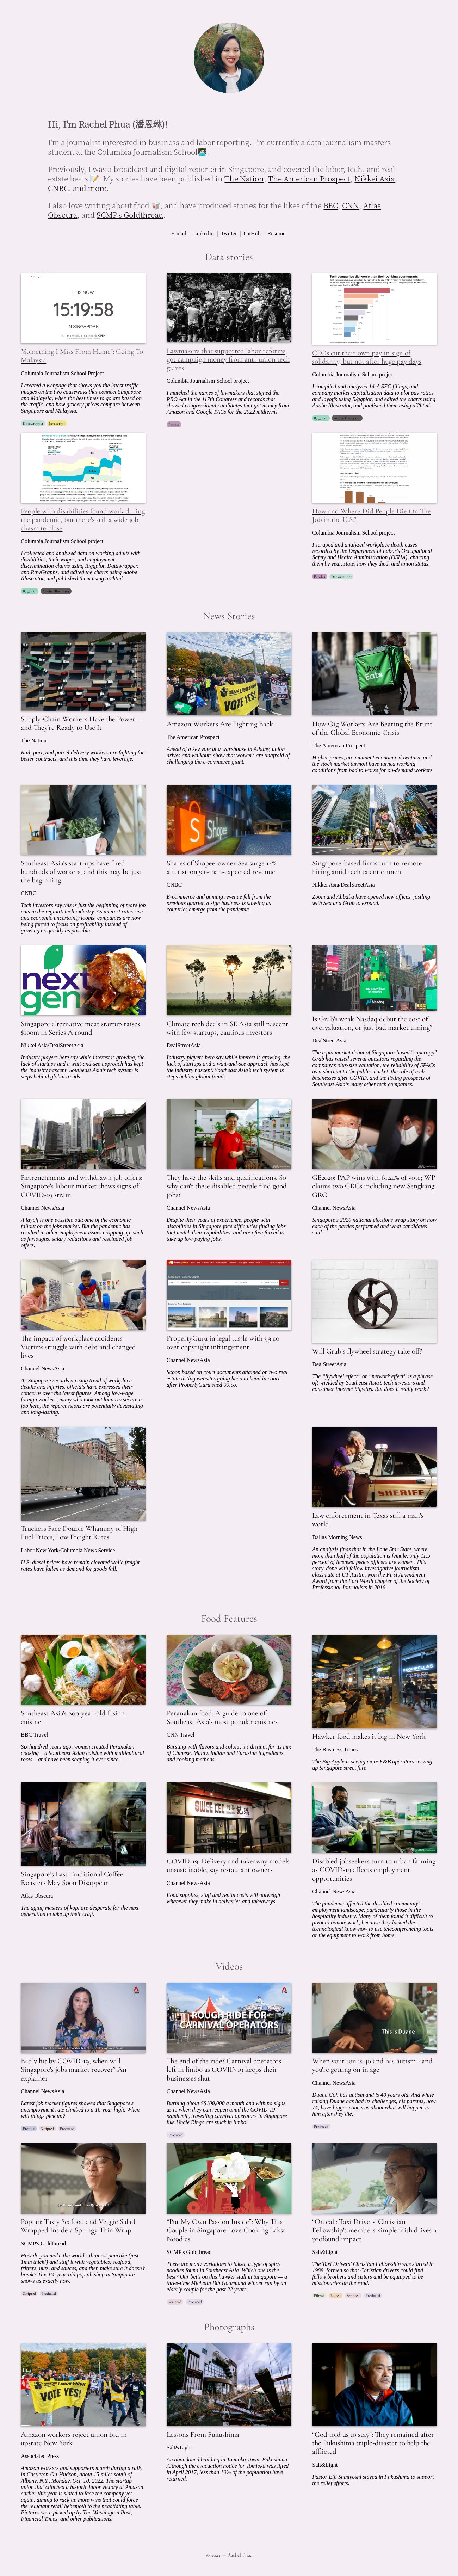 Hi, I'm Rachel Phua (潘恩琳)!
I'm a journalist interested in business and labor reporting. I'm currently a data journalism masters
student at the Columbia Journalism School
Previously, I was a broadcast and digital reporter in Singapore, and covered the labor, tech, and real
estate beats 📝. My stories have been published in The Nation, The American Prospect, Nikkei Asia,
CNBC, and more.
I also love writing about food 🥡, and have produced stories for the likes of the BBC, CNN, Atlas
Obscura, and SCMP's Goldthread.
E-mail | LinkedIn | Twitter | GitHub | Resume
Data stories
IT IS NOW
15:19:58
IN SINGAPORE.
"Something I Miss From Home": Going To
Malaysia
Columbia Journalism School Project
I created a webpage that shows you the latest traffic
images on the two causeways that connect Singapore
and Malaysia, when the best times to go are based on
the traffic, and how grocery prices compare between
Singapore and Malaysia.
Datawrapper Javascript
Lawmakers that supported labor reforms
got campaign money from anti-union tech
giants
Columbia Journalism School project
I matched the names of lawmakers that signed the
PRO Act in the 117th Congress and records that
showed congressional candidates who got money from
Amazon and Google PACs for the 2022 midterms.
Pandas
Tech companies did worse than their banking counterparts
CEOs cut their own pay in sign of
solidarity, but not after huge pay days
Columbia Journalism School project
I compiled and analyzed 14-A SEC filings, and
company market capitalization data to plot pay ratios
and layoffs using R/ggplot, and edited the charts using
Adobe Illustrator, and published them using ai2html.
R/ggplot Adobe Illustrator
People with disabilities found work during
the pandemic, but there's still a wide job
chasm to close
Columbia Journalism School project
I collected and analyzed data on working adults with
disabilities, their wages, and employment
discrimination claims using R/ggplot, Datawrapper,
and RawGraphs, and edited the charts using Adobe
Illustrator, and published them using ai2html.
R/ggplot Adobe Illustrator
How and Where Did People Die On The
Job in the U.S.?
Columbia Journalism School project
I scraped and analyzed workplace death cases
recorded by the Department of Labor's Occupational
Safety and Health Administration (OSHA), charting
them by year, state, how they died, and union status.
Pandas Datawrapper
News Stories
Supply-Chain Workers Have the Power—
and They're Ready to Use It
The Nation
Rail, port, and parcel delivery workers are fighting for
better contracts, and this time they have leverage.
VOTE YES!
Amazon Workers Are Fighting Back
The American Prospect
Ahead of a key vote at a warehouse in Albany, union
drives and walkouts show that workers are unafraid of
challenging the e-commerce giant.
Uber
Eats
How Gig Workers Are Bearing the Brunt
of the Global Economic Crisis
The American Prospect
Higher prices, an imminent economic downturn, and
the stock market turmoil have turned working
conditions from bad to worse for on-demand workers.
Southeast Asia's start-ups have fired
hundreds of workers, and this may be just
the beginning
CNBC
Tech investors say this is just the beginning of more job
cuts in the region's tech industry. As interest rates rise
and economic uncertainty looms, companies are now
being forced to focus on profitability instead of
growing as quickly as possible.
Shares of Shopee-owner Sea surge 14%
after stronger-than-expected revenue
CNBC
E-commerce and gaming revenue fell from the
previous quarter, a sign business is slowing as
countries emerge from the pandemic.
Singapore-based firms turn to remote
hiring amid tech talent crunch
Nikkei Asia/DealStreetAsia
Zoom and Alibaba have opened new offices, jostling
with Sea and Grab to expand.
next
gen
Singapore alternative meat startup raises
$100m in Series A round
Nikkei Asia/DealStreetAsia
Industry players here say while interest is growing, the
lack of startups and a wait-and-see approach has kept
the industry nascent. Southeast Asia's tech system is
steps behind global trends.
Climate tech deals in SE Asia still nascent
with few startups, cautious investors
DealStreetAsia
Industry players here say while interest is growing, the
lack of startups and a wait-and-see approach has kept
the industry nascent. Southeast Asia's tech system is
steps behind global trends.
Is Grab's weak Nasdaq debut the cost of
overvaluation, or just bad market timing?
DealStreetAsia
The tepid market debut of Singapore-based "superapp"
Grab has raised several questions regarding the
company's plus-size valuation, the reliability of SPACs
as a shortcut to the public market, the role of tech
businesses after COVID, and the listing prospects of
Southeast Asia's many other tech companies.
Retrenchments and withdrawn job offers:
Singapore's labour market shows signs of
COVID-19 strain
Channel NewsAsia
A layoff is one possible outcome of the economic
fallout on the job market. But the pandemic has
resulted in other employment issues cropping up, such
as furloughs, salary reductions and rescinded job
offers.
They have the skills and qualifications. So
why can't these disabled people find good
jobs?
Channel NewsAsia
Despite their years of experience, people with
disabilities in Singapore face difficulties finding jobs
that match their capabilities, and are often forced to
take up low-paying jobs.
GE2020: PAP wins with 61.24% of vote; WP
claims two GRCs including new Sengkang
GRC
Channel NewsAsia
Singapore's 2020 national elections wrap story on how
each of the parties performed and what candidates
said.
The impact of workplace accidents:
Victims struggle with debt and changed
lives
Channel NewsAsia
As Singapore records a rising trend of workplace
deaths and injuries, officials have expressed their
concerns over the latest figures. Among low-wage
foreign workers, many who took out loans to secure a
job here, the repercussions are potentially devastating
and long-lasting.
PropertyGuru in legal tussle with 99.co
over copyright infringement
Channel NewsAsia
Scoop based on court documents attained on two real
estate listing websites going head to head in court
after PropertyGuru sued 99.co.
Will Grab's flywheel strategy take off?
DealStreetAsia
The "flywheel effect" or "network effect" is a phrase
oft-wielded by Southeast Asia's tech investors and
consumer internet bigwigs. But does it really work?
Truckers Face Double Whammy of High
Fuel Prices, Low Freight Rates
Labor New York/Columbia News Service
U.S. diesel prices have remain elevated while freight
rates have fallen as demand for goods fall.
SHERIFF
Law enforcement in Texas still a man's
world
Dallas Morning News
An analysis finds that in the Lone Star State, where
more than half of the population is female, only 11.5
percent of licensed peace officers are women. This
story, done with fellow investigative journalism
classmate at UT Austin, won the First Amendment
Award from the Fort Worth chapter of the Society of
Professional Journalists in 2016.
Food Features
Southeast Asia's 600-year-old fusion
cuisine
BBC Travel
Six hundred years ago, women created Peranakan
cooking – a Southeast Asian cuisine with multicultural
roots – and have been shaping it ever since.
Peranakan food: A guide to one of
Southeast Asia's most popular cuisines
CNN Travel
Bursting with flavors and colors, it's distinct for its mix
of Chinese, Malay, Indian and Eurasian ingredients
and cooking methods.
Hawker food makes it big in New York
The Business Times
The Big Apple is seeing more F&B operators serving
up Singapore street fare
Singapore's Last Traditional Coffee
Roasters May Soon Disappear
Atlas Obscura
The aging masters of kopi are desperate for the next
generation to take up their craft.
COVID-19: Delivery and takeaway models
unsustainable, say restaurant owners
Channel NewsAsia
Food supplies, staff and rental costs will outweigh
whatever they make in deliveries and takeaways.
Disabled jobseekers turn to urban farming
as COVID-19 affects employment
opportunities
Channel NewsAsia
The pandemic affected the disabled community's
employment landscape, particularly those in the
hospitality industry. Many of them found it difficult to
pivot to remote work, because they lacked the
technological know-how to use teleconferencing tools
or the equipment to work from home.
Videos
Badly hit by COVID-19, when will
Singapore's jobs market recover? An
explainer
Channel NewsAsia
Latest job market figures showed that Singapore's
unemployment rate climbed to a 16-year high. When
will things pick up?
Fronted Scripted Produced
ROUGH RIDE FOR
CARNIVAL OPERATORS
The end of the ride? Carnival operators
left in limbo as COVID-19 keeps their
businesses shut
Channel NewsAsia
Burning about S$100,000 a month and with no signs
as to when they can reopen amid the COVID-19
pandemic, travelling carnival operators in Singapore
like Uncle Ringo are stuck in limbo.
Produced
This is Duane
When your son is 40 and has autism - and
you're getting on in age
Channel NewsAsia
Duane Goh has autism and is 40 years old. And while
raising Duane has had its challenges, his parents, now
74, have bigger concerns about what will happen to
him after they die.
Produced
Popiah: Tasty Seafood and Veggie Salad
Wrapped Inside a Springy Thin Wrap
SCMP's Goldthread
How do you make the world's thinnest pancake (just
1mm thick) and stuff it with vegetables, seafood,
fritters, nuts, and sauces, and then make sure it doesn't
break? This 84-year-old popiah shop in Singapore
shows us exactly how.
Scripted Produced
"Put My Own Passion Inside": Why This
Couple in Singapore Love Cooking Laksa
Noodles
SCMP's Goldthread
There are many variations to laksa, a type of spicy
noodles found in Southeast Asia. Which one is the
best? Our bet's on this hawker stall in Singapore — a
three-time Michelin Bib Gourmand winner run by an
elderly couple for the past 22 years.
Scripted Produced
"On call: Taxi Drivers' Christian
Fellowship's members' simple faith drives a
profound impact
Salt&Light
The Taxi Drivers' Christian Fellowship was started in
1989, formed so that Christian drivers could find
fellow brothers and sisters and be equipped to be
missionaries on the road.
Filmed Edited Scripted Produced
Photographs
VOTE YES!
Amazon workers reject union bid in
upstate New York
Associated Press
Amazon workers and supporters march during a rally
in Castleton-On-Hudson, about 15 miles south of
Albany, N.Y., Monday, Oct. 10, 2022. The startup
union that clinched a historic labor victory at Amazon
earlier this year is slated to face the company yet
again, aiming to rack up more wins that could force
the reluctant retail behemoth to the negotiating table.
Pictures were picked up by The Washington Post,
Financial Times, and other publications.
Lessons From Fukushima
Salt&Light
An abandoned building in Tomioka Town, Fukushima.
Although the evacuation notice for Tomioka was lifted
in April 2017, less than 10% of the population have
returned.
"God told us to stay": They remained after
the Fukushima triple-disaster to help the
afflicted
Salt&Light
Pastor Eiji Sumiyoshi stayed in Fukushima to support
the relief efforts.
© 2023 — Rachel Phua